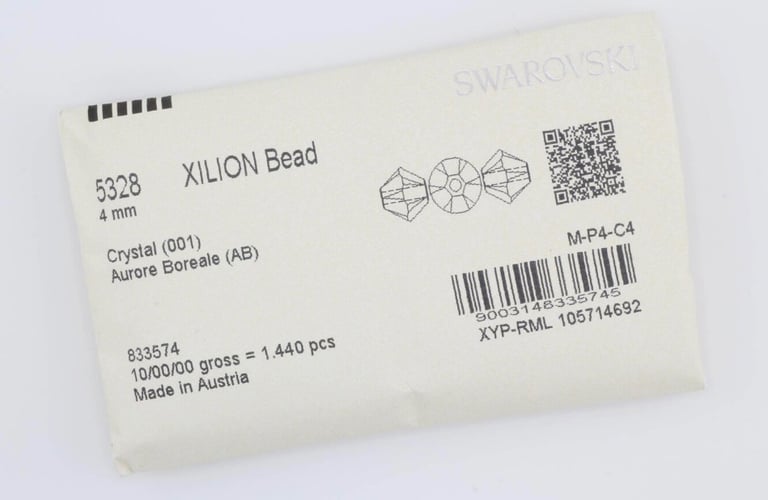 SWAROVSKI
5328 XILION Bead
4 mm
Crystal (001)
Aurore Boreale (AB)
M-P4-C4
9003148335745
XYP-RML 105714692
833574
10/00/00 gross = 1.440 pcs
Made in Austria